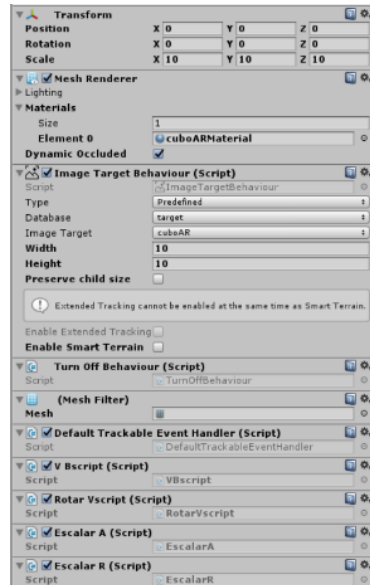 Transform
Position X 0 Y 0 Z 0
Rotation X 0 Y 0 Z 0
Scale X 10 Y 10 Z 10
Mesh Renderer
Lighting
Materials
Size 1
Element 0 cuboARMaterial
Dynamic Occluded
Image Target Behaviour (Script)
Script ImageTargetBehaviour
Type Predefined
Database target
Image Target cuboAR
Width 10
Height 10
Preserve child size
Extended Tracking cannot be enabled at the same time as Smart Terrain.
Enable Extended Tracking
Enable Smart Terrain
Turn Off Behaviour (Script)
Script TurnOffBehaviour
(Mesh Filter)
Mesh
Default Trackable Event Handler (Script)
Script DefaultTrackableEventHandler
V Bscript (Script)
Script VBscript
Rotar Vscript (Script)
Script RotarVscript
Escalar A (Script)
Script EscalarA
Escalar R (Script)
Script EscalarR